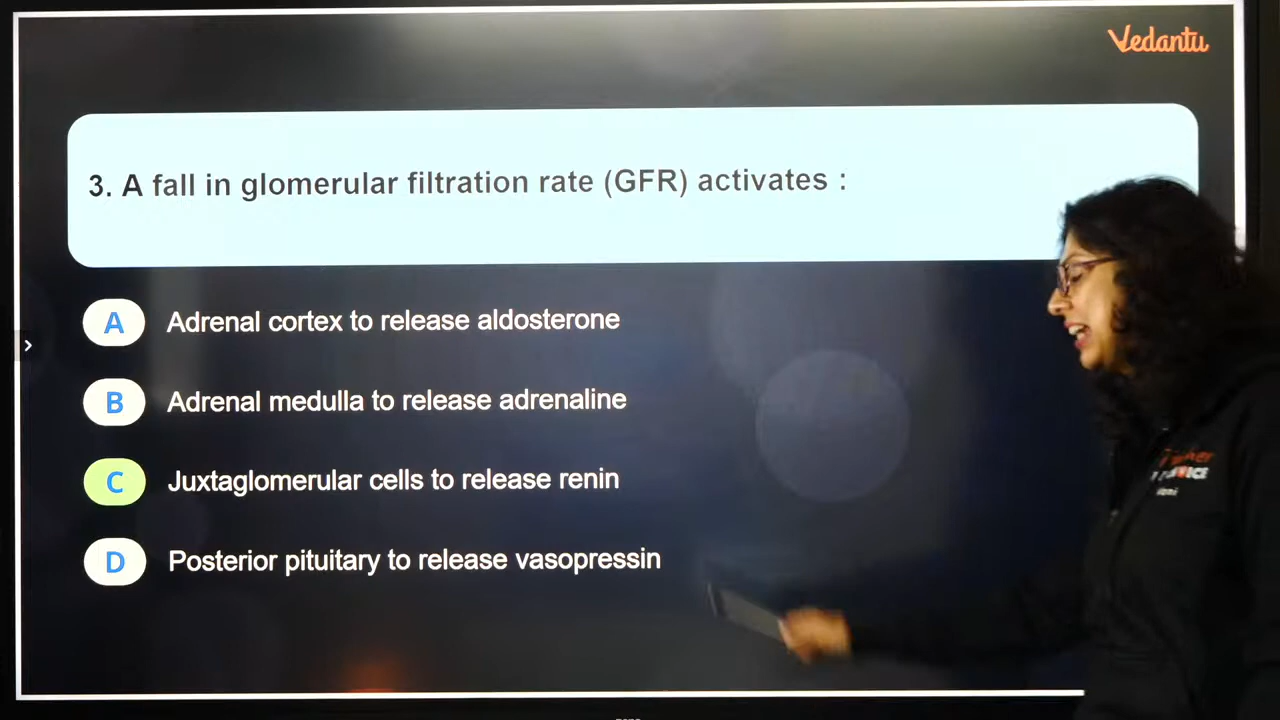 Vedantu
3. A fall in glomerular filtration rate (GFR) activates :
A Adrenal cortex to release aldosterone
B Adrenal medulla to release adrenaline
C Juxtaglomerular cells to release renin
D Posterior pituitary to release vasopressin